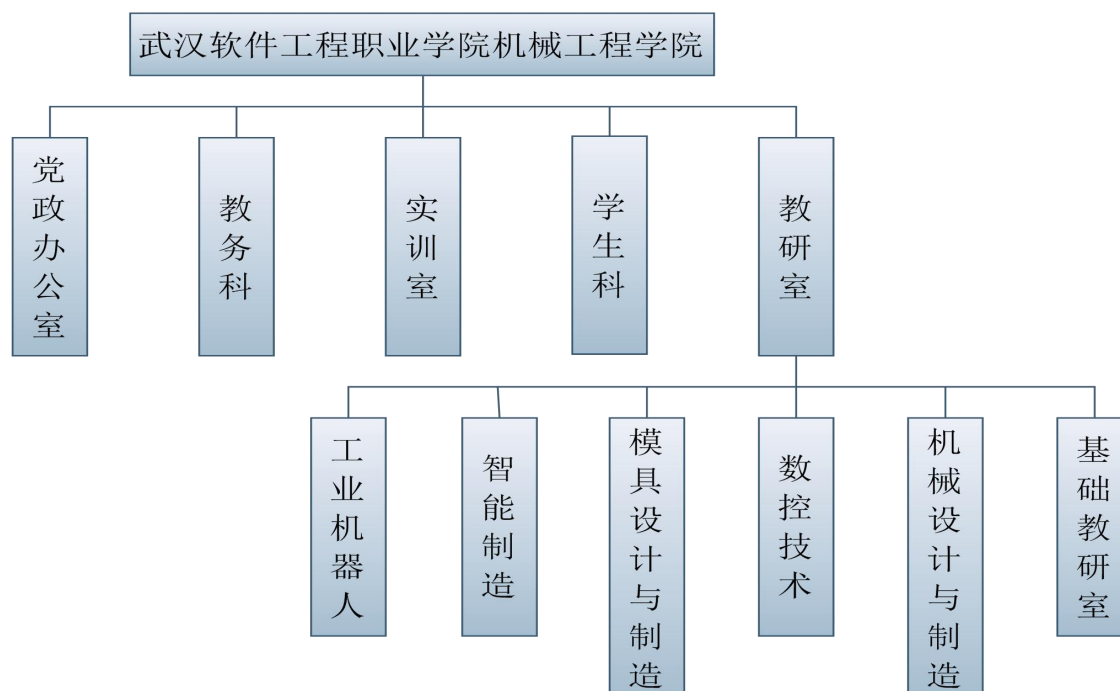 武汉软件工程职业学院机械工程学院
党政办公室
教务科
实训室
学生科
教研室
工业机器人
智能制造
模具设计与制造
数控技术
机械设计与制造
基础教研室